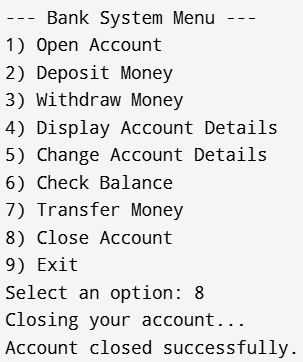 --- Bank System Menu ---
1) Open Account
2) Deposit Money
3) Withdraw Money
4) Display Account Details
5) Change Account Details
6) Check Balance
7) Transfer Money
8) Close Account
9) Exit
Select an option: 8
Closing your account...
Account closed successfully.